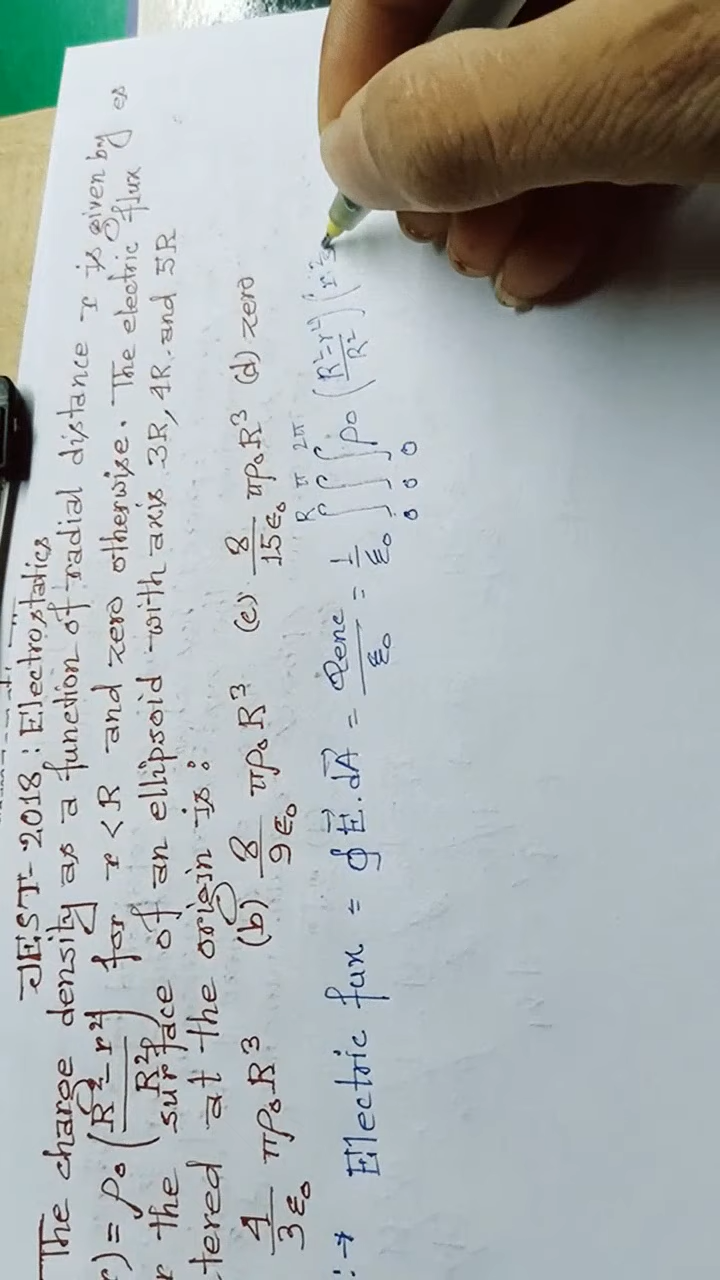 JEST-2018: Electrostatics
The charge density as a function of radial distance r is given by
r) = ρ₀ (R²-r²/R²) for r<R and zero otherwise. The electric flux
r the surface of an ellipsoid with axis 3R, 4R. and 5R
tered at the origin is:
4/3ε₀ πρ₀R³ (b) 8/9ε₀ πρ₀R³ (c) 8/15ε₀ πρ₀R³ (d) zero
:→ Electric fux = ∮E⃗.dA⃗ = Qenc/ε₀ = 1/ε₀ ∫₀ᴿ ∫₀^π ∫₀^2π ρ₀ (R²-r²/R²) (r²